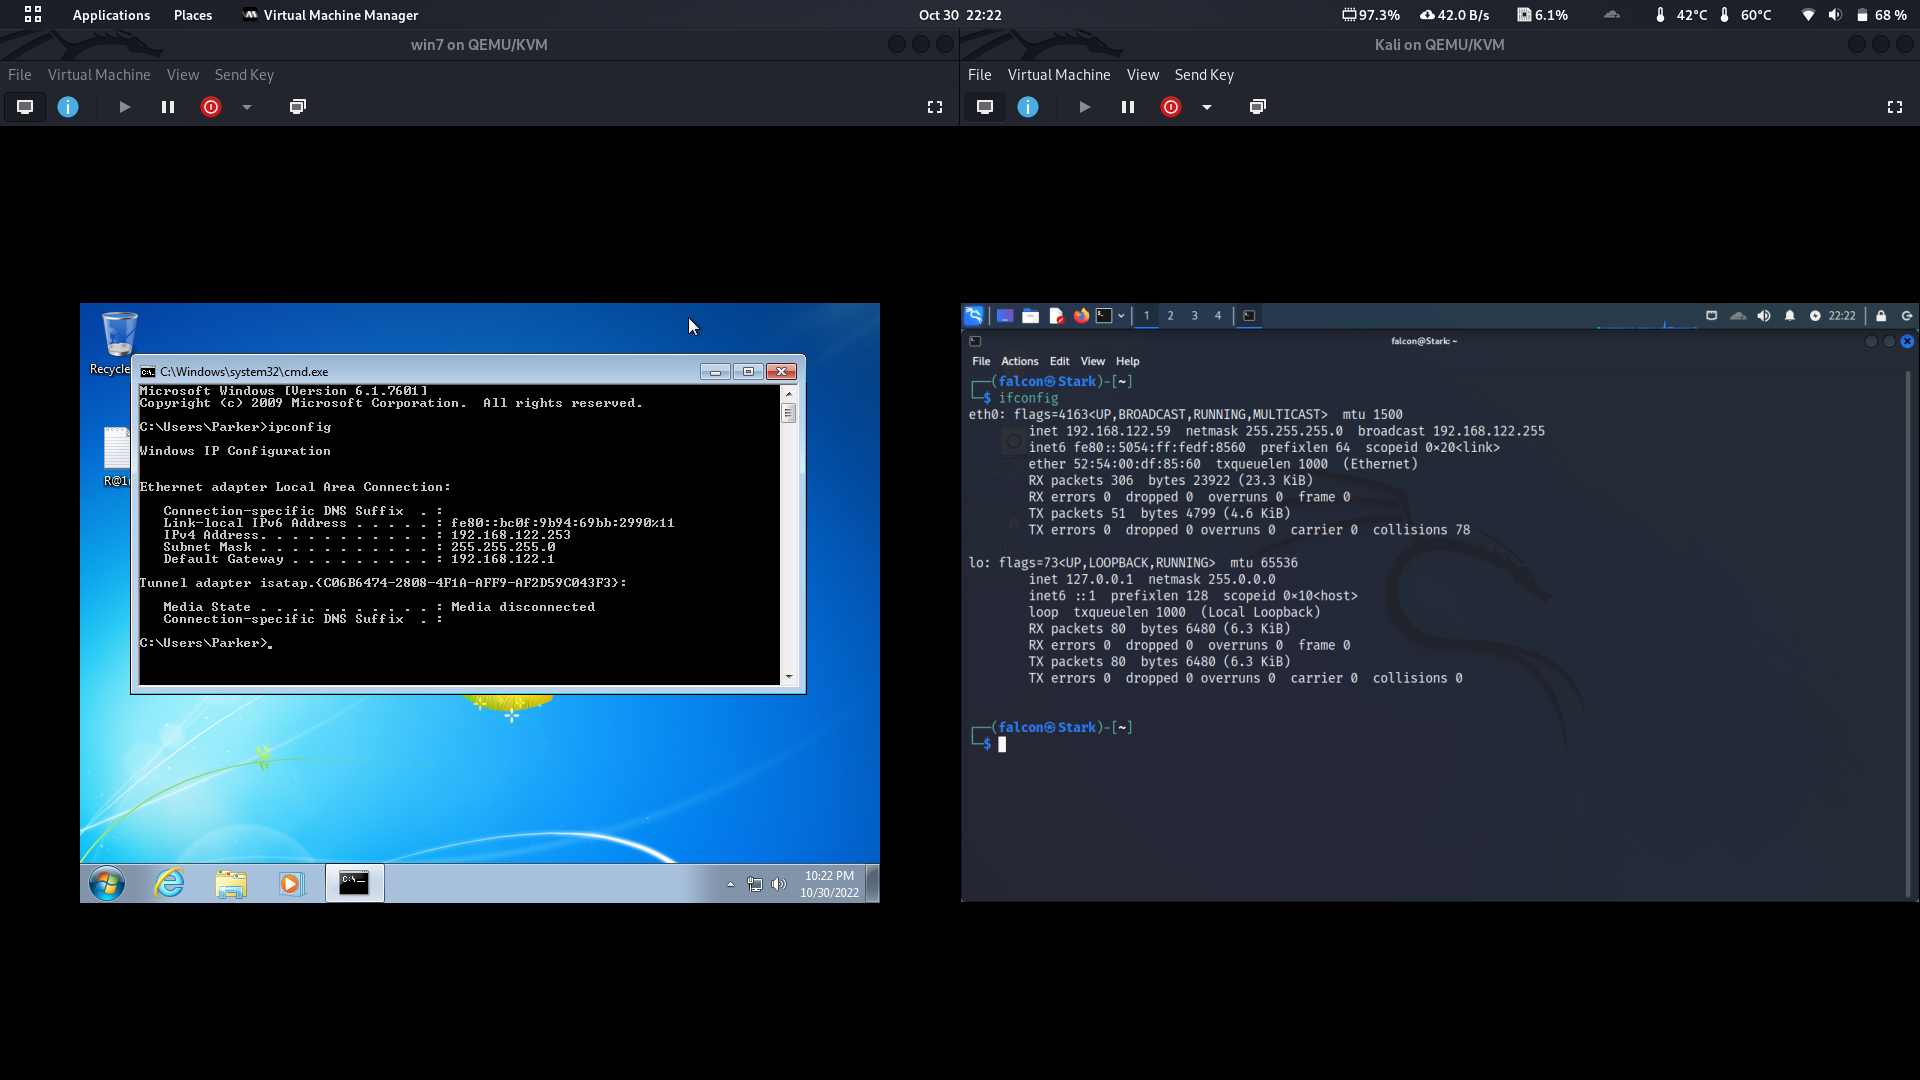 Applications Places Virtual Machine Manager Oct 30 22:22 97.3% 42.0 B/s 6.1% 42°C 60°C 68 %
win7 on QEMU/KVM
File Virtual Machine View Send Key
Recycle
C:\Windows\system32\cmd.exe
Microsoft Windows [Version 6.1.7601]
Copyright (c) 2009 Microsoft Corporation.  All rights reserved.
C:\Users\Parker>ipconfig
Windows IP Configuration
R@1
Ethernet adapter Local Area Connection:
Connection-specific DNS Suffix  . :
Link-local IPv6 Address . . . . . : fe80::bc0f:9b94:69bb:2990%11
IPv4 Address. . . . . . . . . . . : 192.168.122.253
Subnet Mask . . . . . . . . . . . : 255.255.255.0
Default Gateway . . . . . . . . . : 192.168.122.1
Tunnel adapter isatap.{C06B6474-2808-4F1A-AFF9-AF2D59C043F3}:
Media State . . . . . . . . . . . : Media disconnected
Connection-specific DNS Suffix  . :
C:\Users\Parker>
10:22 PM
10/30/2022
Kali on QEMU/KVM
File Virtual Machine View Send Key
1 2 3 4 22:22
falcon@Stark: ~
File Actions Edit View Help
┌──(falcon㉿Stark)-[~]
└─$ ifconfig
eth0: flags=4163<UP,BROADCAST,RUNNING,MULTICAST>  mtu 1500
inet 192.168.122.59  netmask 255.255.255.0  broadcast 192.168.122.255
inet6 fe80::5054:ff:fedf:8560  prefixlen 64  scopeid 0×20<link>
ether 52:54:00:df:85:60  txqueuelen 1000  (Ethernet)
RX packets 306  bytes 23922 (23.3 KiB)
RX errors 0  dropped 0  overruns 0  frame 0
TX packets 51  bytes 4799 (4.6 KiB)
TX errors 0  dropped 0 overruns 0  carrier 0  collisions 78
lo: flags=73<UP,LOOPBACK,RUNNING>  mtu 65536
inet 127.0.0.1  netmask 255.0.0.0
inet6 ::1  prefixlen 128  scopeid 0×10<host>
loop  txqueuelen 1000  (Local Loopback)
RX packets 80  bytes 6480 (6.3 KiB)
RX errors 0  dropped 0  overruns 0  frame 0
TX packets 80  bytes 6480 (6.3 KiB)
TX errors 0  dropped 0 overruns 0  carrier 0  collisions 0
┌──(falcon㉿Stark)-[~]
└─$